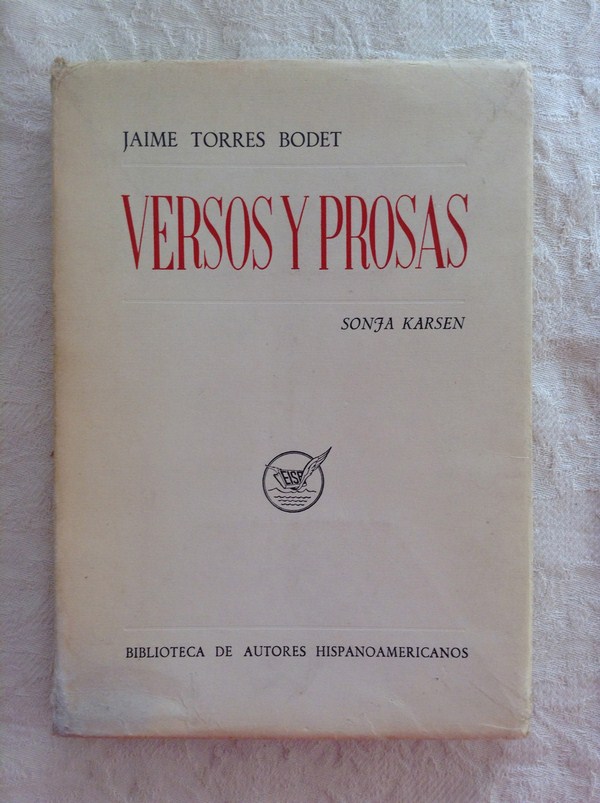 JAIME TORRES BODET
VERSOS Y PROSAS
SONJA KARSEN
EISA
BIBLIOTECA DE AUTORES HISPANOAMERICANOS